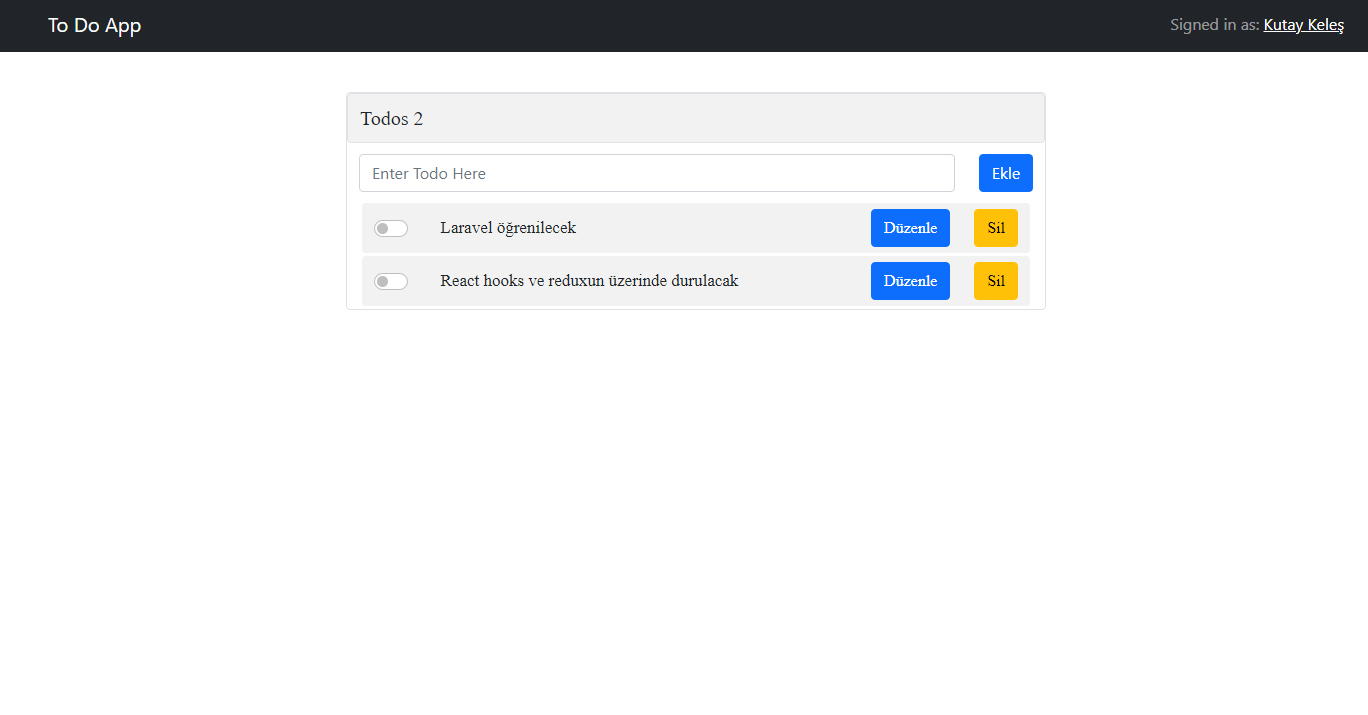 To Do App
Signed in as: Kutay Keleş
Todos 2
Enter Todo Here
Ekle
Laravel öğrenilecek
Düzenle
Sil
React hooks ve reduxun üzerinde durulacak
Düzenle
Sil